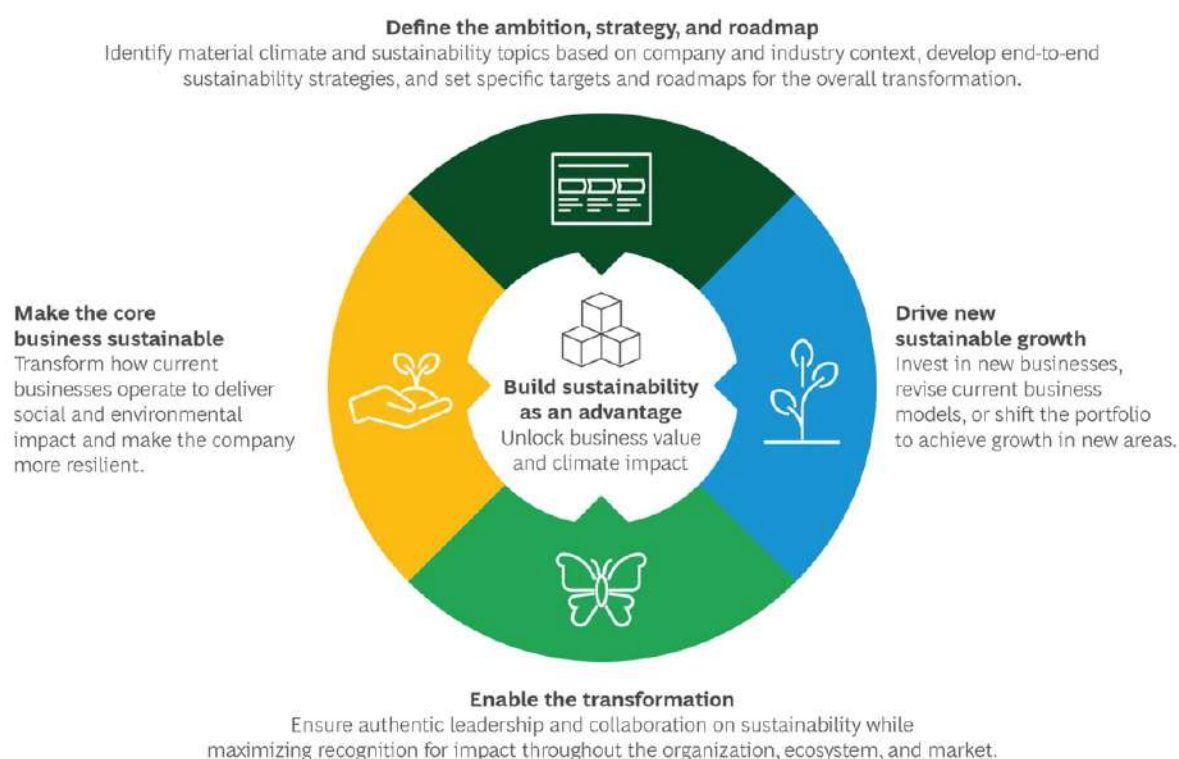 Define the ambition, strategy, and roadmap
Identify material climate and sustainability topics based on company and industry context, develop end-to-end
sustainability strategies, and set specific targets and roadmaps for the overall transformation.
Make the core
business sustainable
Transform how current
businesses operate to deliver
social and environmental
impact and make the company
more resilient.
Build sustainability
as an advantage
Unlock business value
and climate impact
Drive new
sustainable growth
Invest in new businesses,
revise current business
models, or shift the portfolio
to achieve growth in new areas.
Enable the transformation
Ensure authentic leadership and collaboration on sustainability while
maximizing recognition for impact throughout the organization, ecosystem, and market.